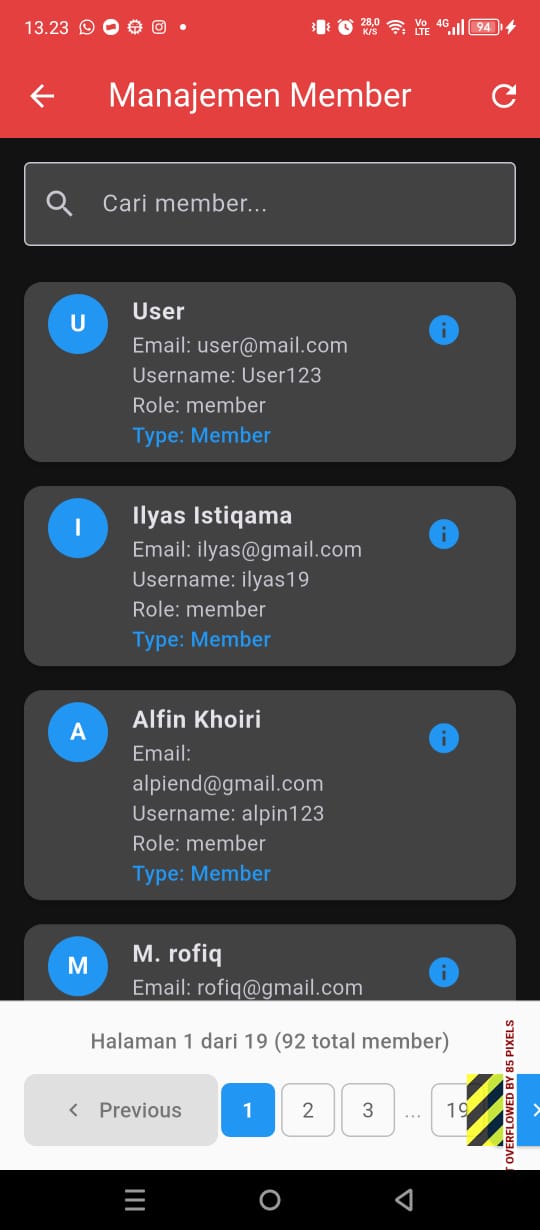 13.23
28,0
K/S
Vo
LTE
4G
94
Manajemen Member
Cari member...
U
User
Email: user@mail.com
Username: User123
Role: member
Type: Member
I
Ilyas Istiqama
Email: ilyas@gmail.com
Username: ilyas19
Role: member
Type: Member
A
Alfin Khoiri
Email:
alpiend@gmail.com
Username: alpin123
Role: member
Type: Member
M
M. rofiq
Email: rofiq@gmail.com
Halaman 1 dari 19 (92 total member)
Previous
1
2
3
...
19
OVERFLOWED BY 85 PIXELS